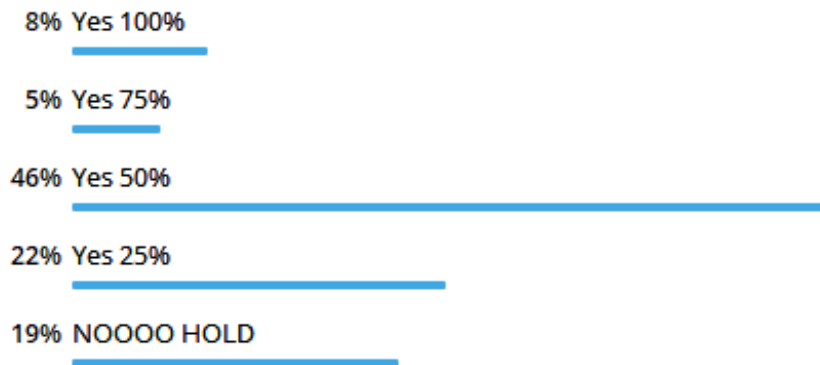 8% Yes 100%
5% Yes 75%
46% Yes 50%
22% Yes 25%
19% NOOOO HOLD